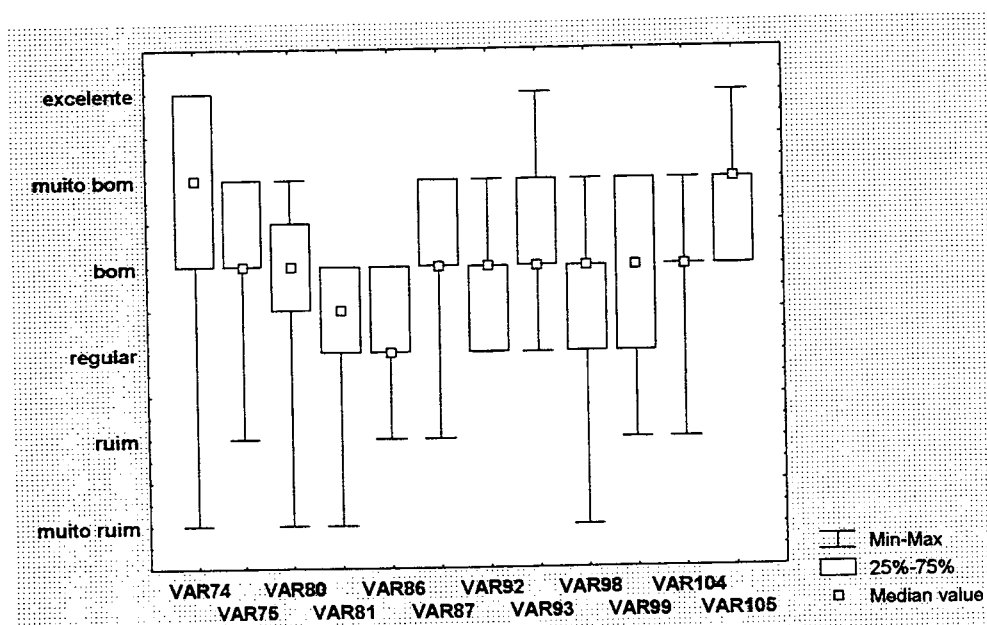 excelente
muito bom
bom
regular
ruim
muito ruim
VAR74 VAR80 VAR86 VAR92 VAR98 VAR104
VAR75 VAR81 VAR87 VAR93 VAR99 VAR105
Min-Max
25%-75%
Median value